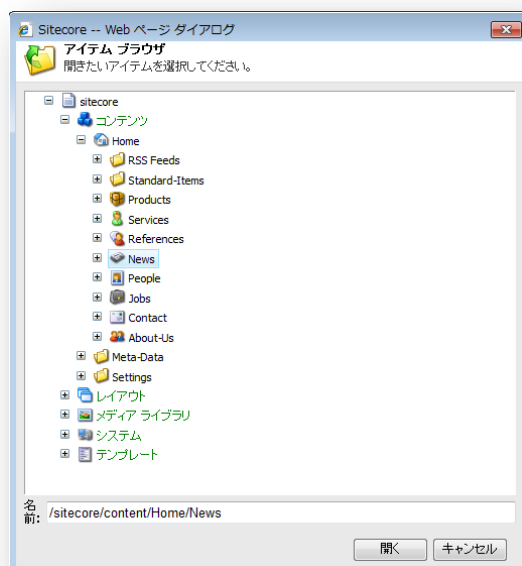 Sitecore -- Web ページ ダイアログ
アイテム ブラウザ
開きたいアイテムを選択してください。
sitecore
コンテンツ
Home
RSS Feeds
Standard-Items
Products
Services
References
News
People
Jobs
Contact
About-Us
Meta-Data
Settings
レイアウト
メディア ライブラリ
システム
テンプレート
名前: /sitecore/content/Home/News
開く キャンセル